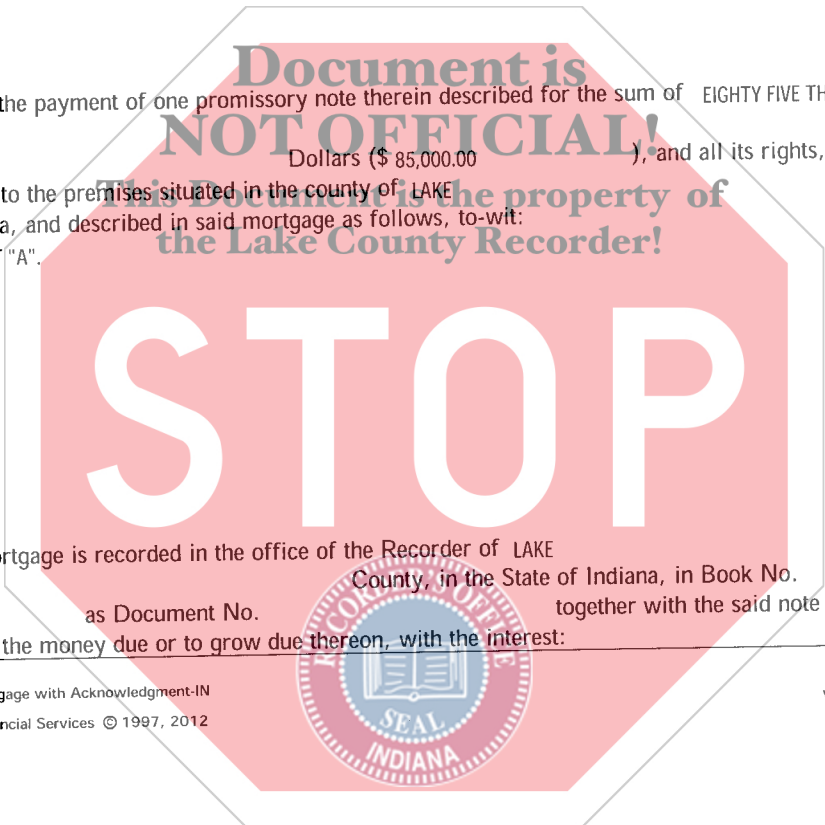 Document is
the payment of one promissory note therein described for the sum of EIGHTY FIVE TH
NOT OFFICIAL!
Dollars ($ 85,000.00 ), and all its rights,
to the premises situated in the county of LAKE
This Document is the property of
a, and described in said mortgage as follows, to-wit:
the Lake County Recorder!
"A".
STOP
rtgage is recorded in the office of the Recorder of LAKE
County, in the State of Indiana, in Book No.
as Document No. together with the said note
the money due or to grow due thereon, with the interest:
RECORDER'S OFFICE
SEAL
INDIANA
gage with Acknowledgment-IN
ncial Services © 1997, 2012